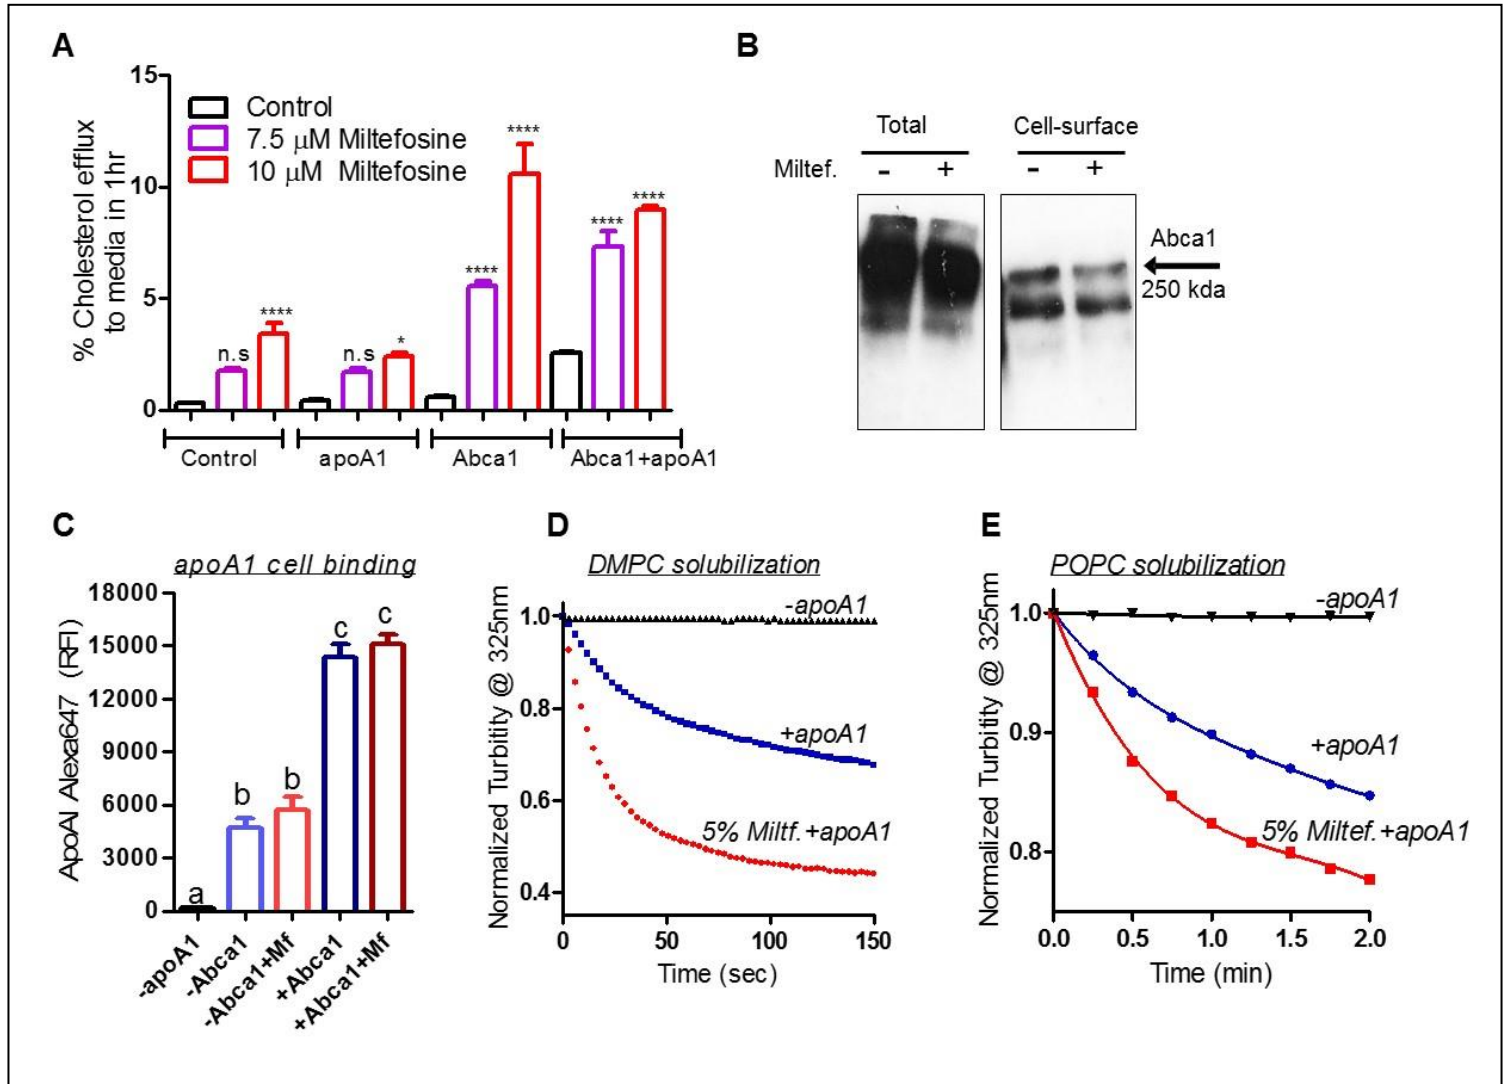 A
% Cholesterol efflux
to media in 1hr
15
10
5
0
Control
7.5 μM Miltefosine
10 μM Miltefosine
n.s
****
n.s
*
****
****
****
****
Control
apoA1
Abca1
Abca1+apoA1
B
Total
Cell-surface
Miltef.
- +
- +
Abca1
250 kda
C
apoA1 cell binding
ApoAI Alexa647 (RFI)
18000
15000
12000
9000
6000
3000
0
a
b
b
c
c
-apoA1
-Abca1
-Abca1+Mf
+Abca1
+Abca1+Mf
D
DMPC solubilization
Normalized Turbitity @ 325nm
1.0
0.8
0.6
0.4
-apoA1
+apoA1
5% Miltf.+apoA1
0 50 100 150
Time (sec)
E
POPC solubilization
Normalized Turbitity @ 325nm
1.0
0.9
0.8
-apoA1
+apoA1
5% Miltef.+apoA1
0.0 0.5 1.0 1.5 2.0
Time (min)